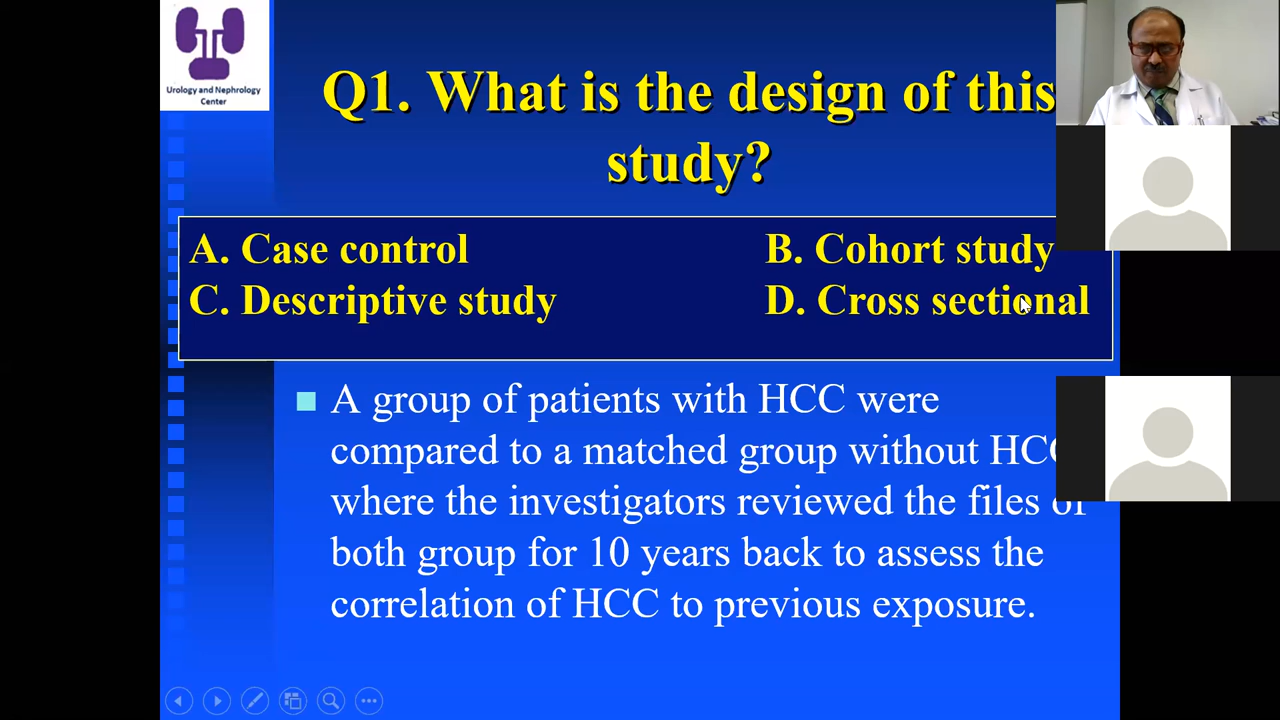 Urology and Nephrology
Center
Q1. What is the design of this
study?
A. Case control B. Cohort study
C. Descriptive study D. Cross sectional
A group of patients with HCC were
compared to a matched group without
where the investigators reviewed the files of
both group for 10 years back to assess the
correlation of HCC to previous exposure.